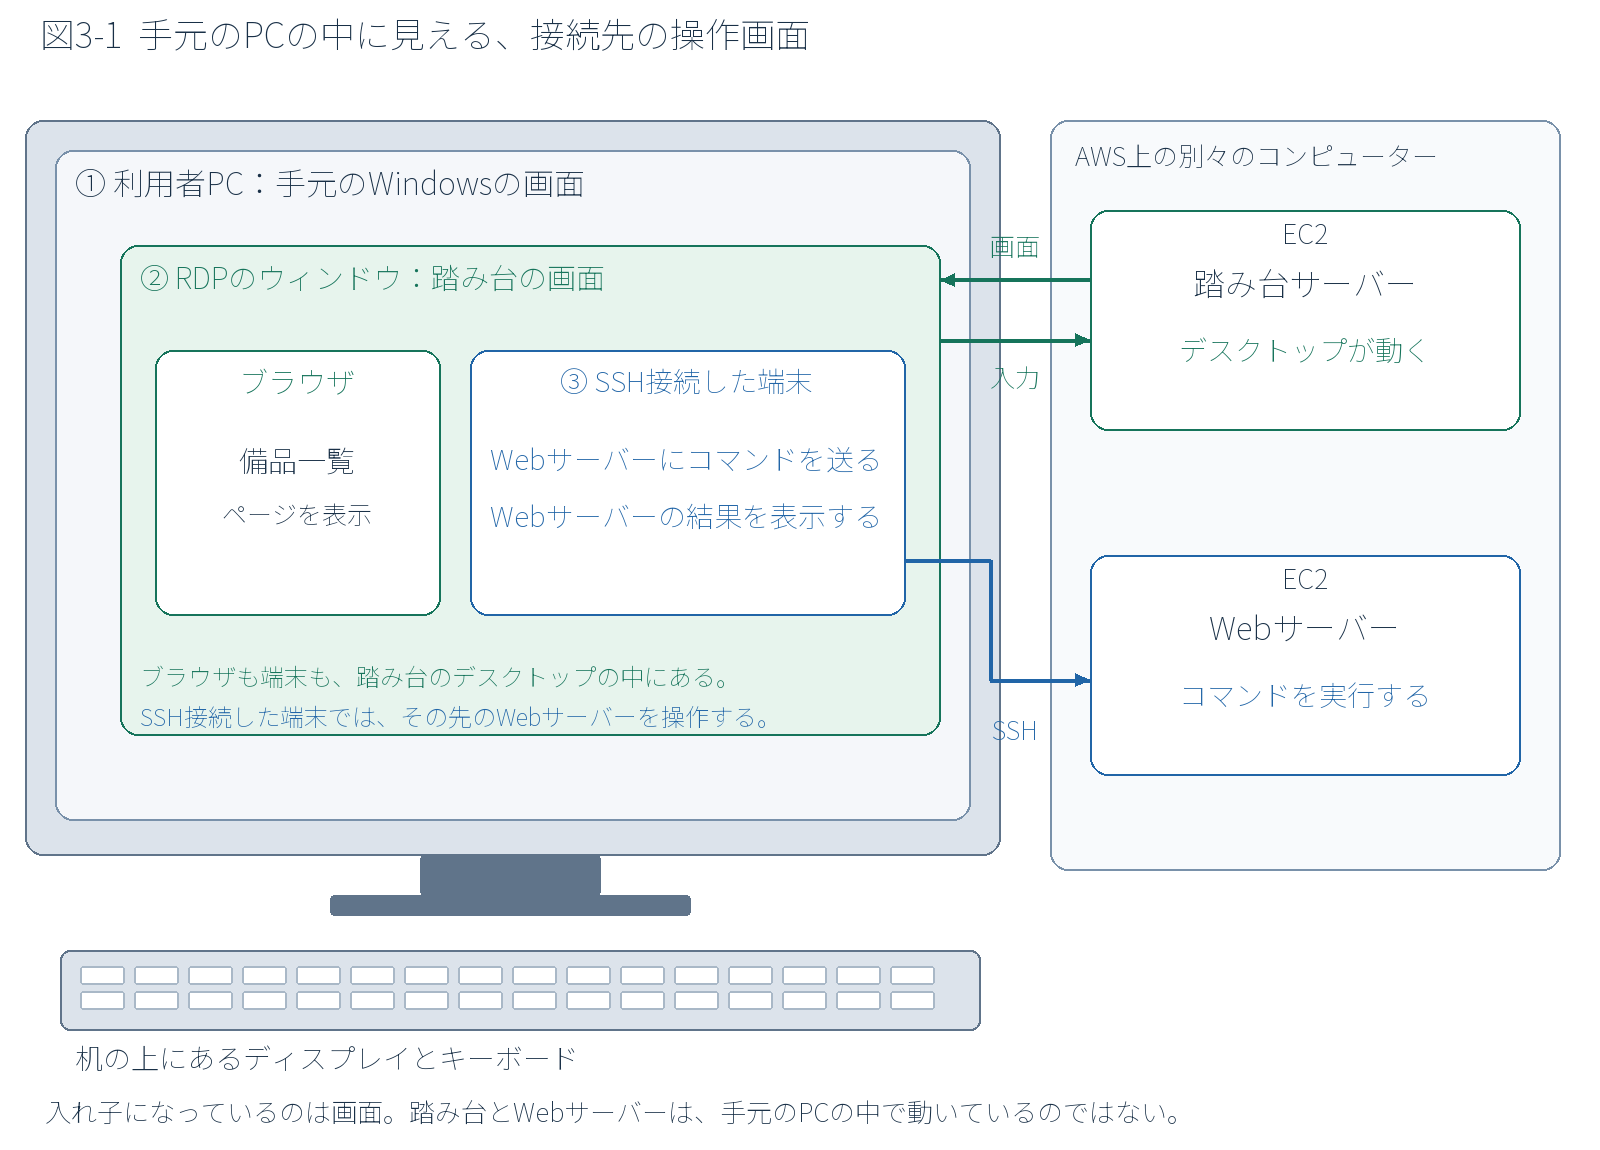 図3-1 手元のPCの中に見える、接続先の操作画面
① 利用者PC：手元のWindowsの画面
② RDPのウィンドウ：踏み台の画面
ブラウザ
備品一覧
ページを表示
③ SSH接続した端末
Webサーバーにコマンドを送る
Webサーバーの結果を表示する
ブラウザも端末も、踏み台のデスクトップの中にある。
SSH接続した端末では、その先のWebサーバーを操作する。
画面
入力
SSH
AWS上の別々のコンピューター
EC2
踏み台サーバー
デスクトップが動く
EC2
Webサーバー
コマンドを実行する
机の上にあるディスプレイとキーボード
入れ子になっているのは画面。踏み台とWebサーバーは、手元のPCの中で動いているのではない。